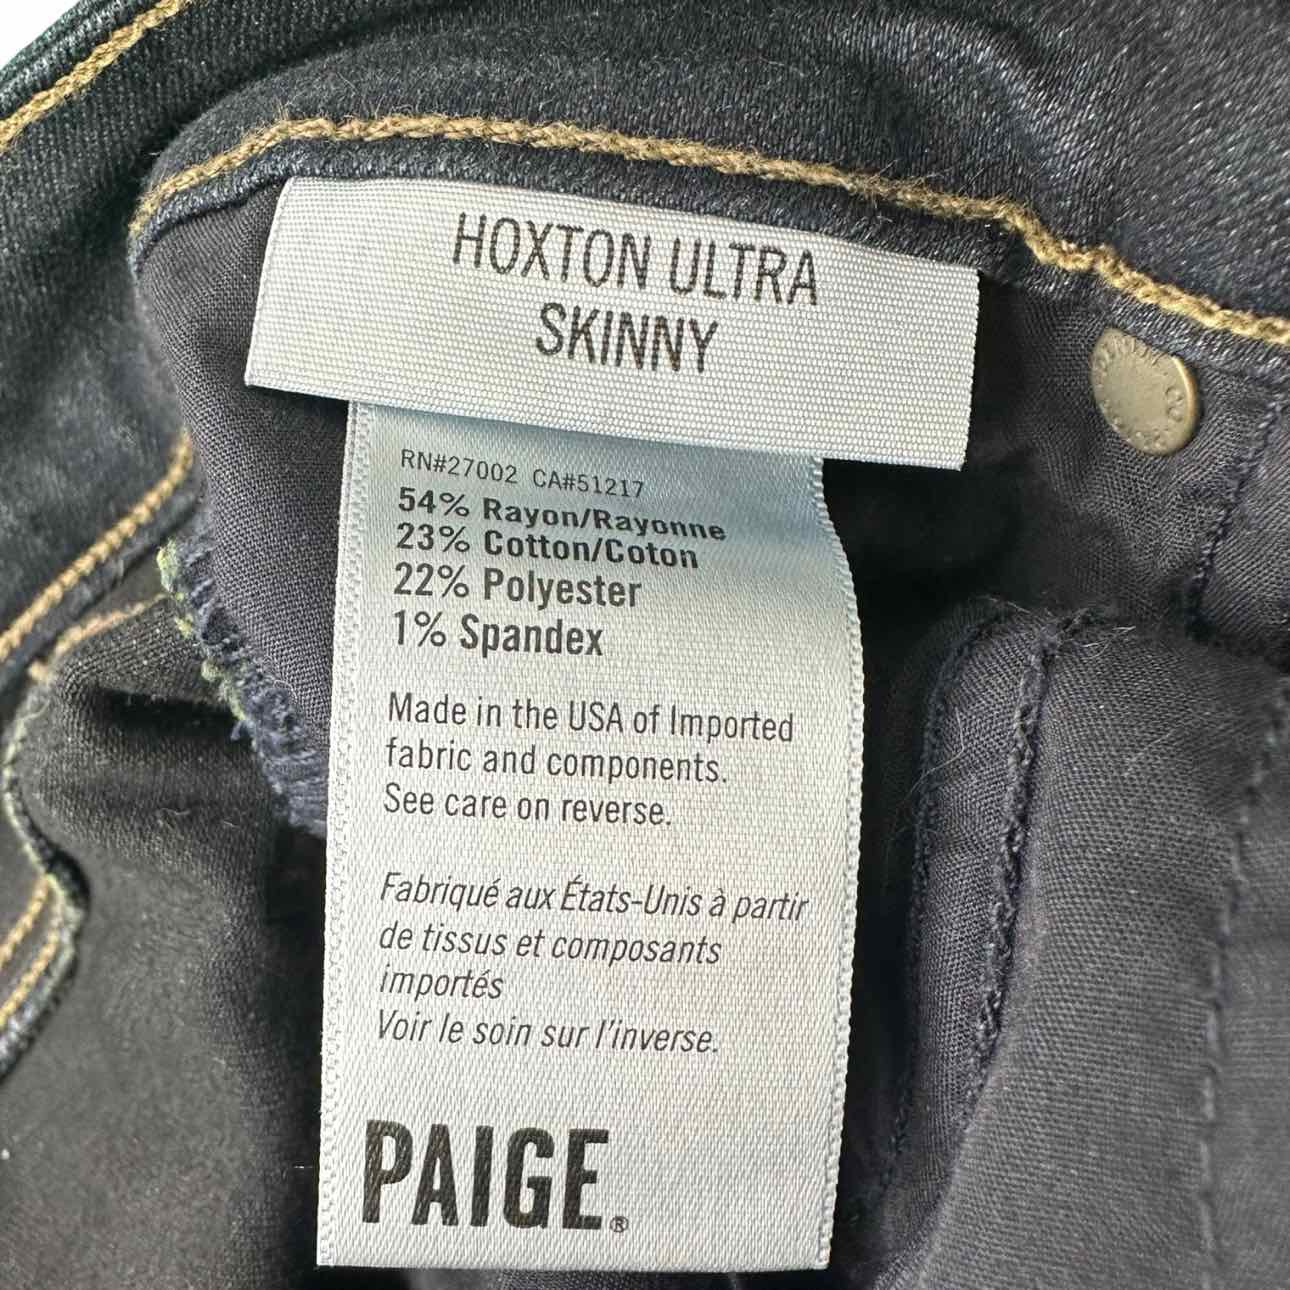 HOXTON ULTRA
SKINNY
RN#27002 CA#51217
54% Rayon/Rayonne
23% Cotton/Coton
22% Polyester
1% Spandex
Made in the USA of Imported
fabric and components.
See care on reverse.
Fabriqué aux États-Unis à partir
de tissus et composants
importés
Voir le soin sur l'inverse.
PAIGE®